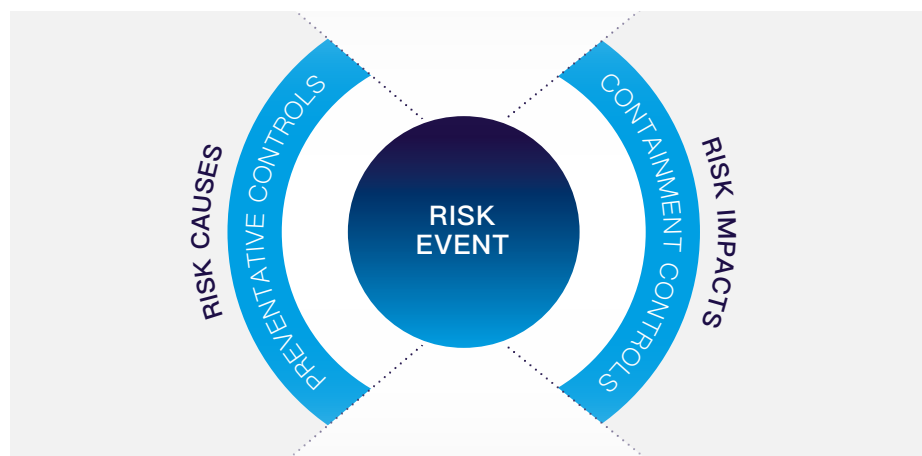 RISK CAUSES
PREVENTATIVE CONTROLS
RISK
EVENT
CONTAINMENT CONTROLS
RISK IMPACTS